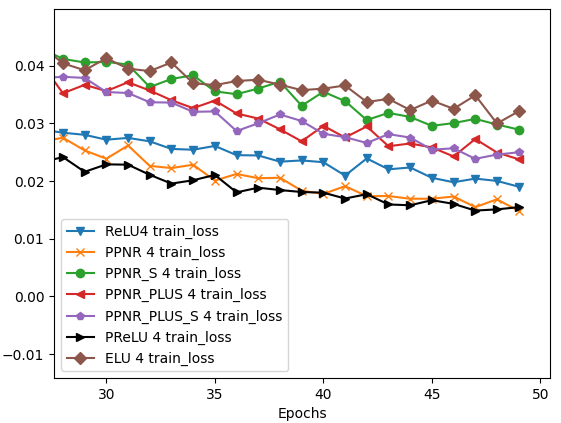 0.04
0.03
0.02
0.01
0.00
−0.01
ReLU4 train_loss
PPNR 4 train_loss
PPNR_S 4 train_loss
PPNR_PLUS 4 train_loss
PPNR_PLUS_S 4 train_loss
PReLU 4 train_loss
ELU 4 train_loss
30 35 40 45 50
Epochs